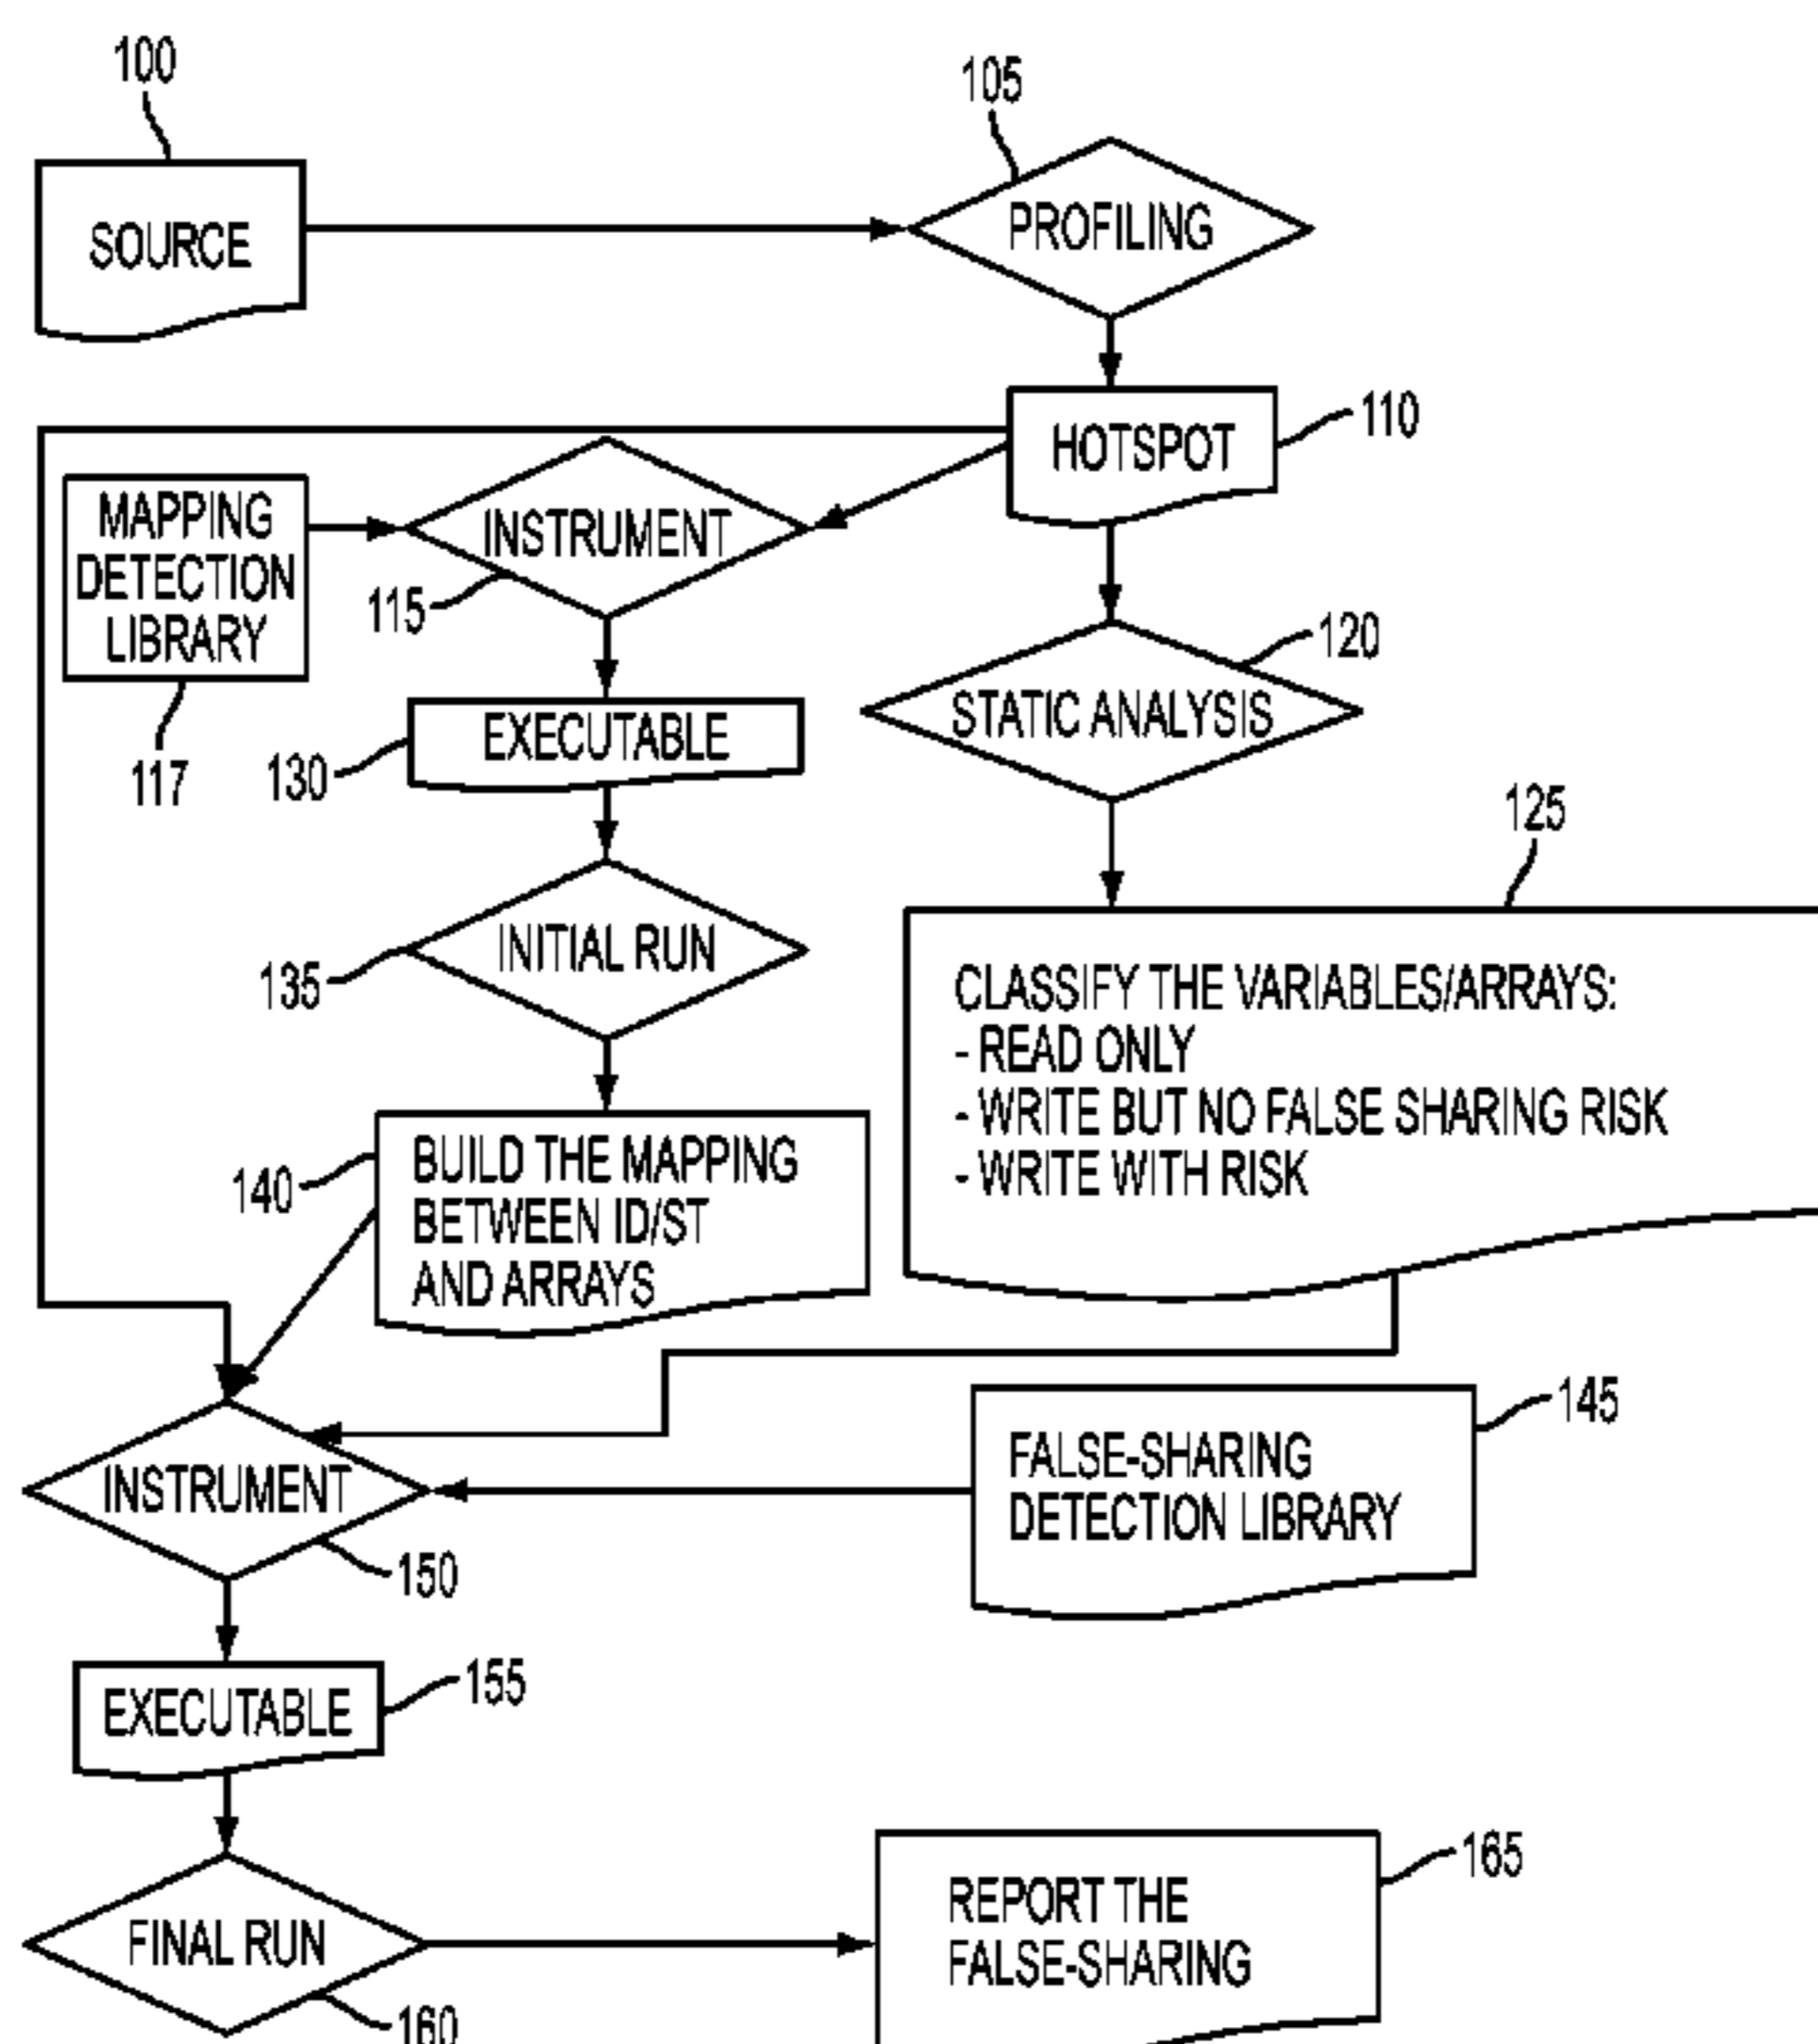 100
105
SOURCE
PROFILING
110
HOTSPOT
MAPPING
DETECTION
LIBRARY
INSTRUMENT
115
117
120
STATIC ANALYSIS
EXECUTABLE
130
125
INITIAL RUN
135
CLASSIFY THE VARIABLES/ARRAYS:
- READ ONLY
- WRITE BUT NO FALSE SHARING RISK
- WRITE WITH RISK
BUILD THE MAPPING
BETWEEN ID/ST
AND ARRAYS
140
145
FALSE-SHARING
DETECTION LIBRARY
INSTRUMENT
150
EXECUTABLE
155
165
REPORT THE
FALSE-SHARING
FINAL RUN
160